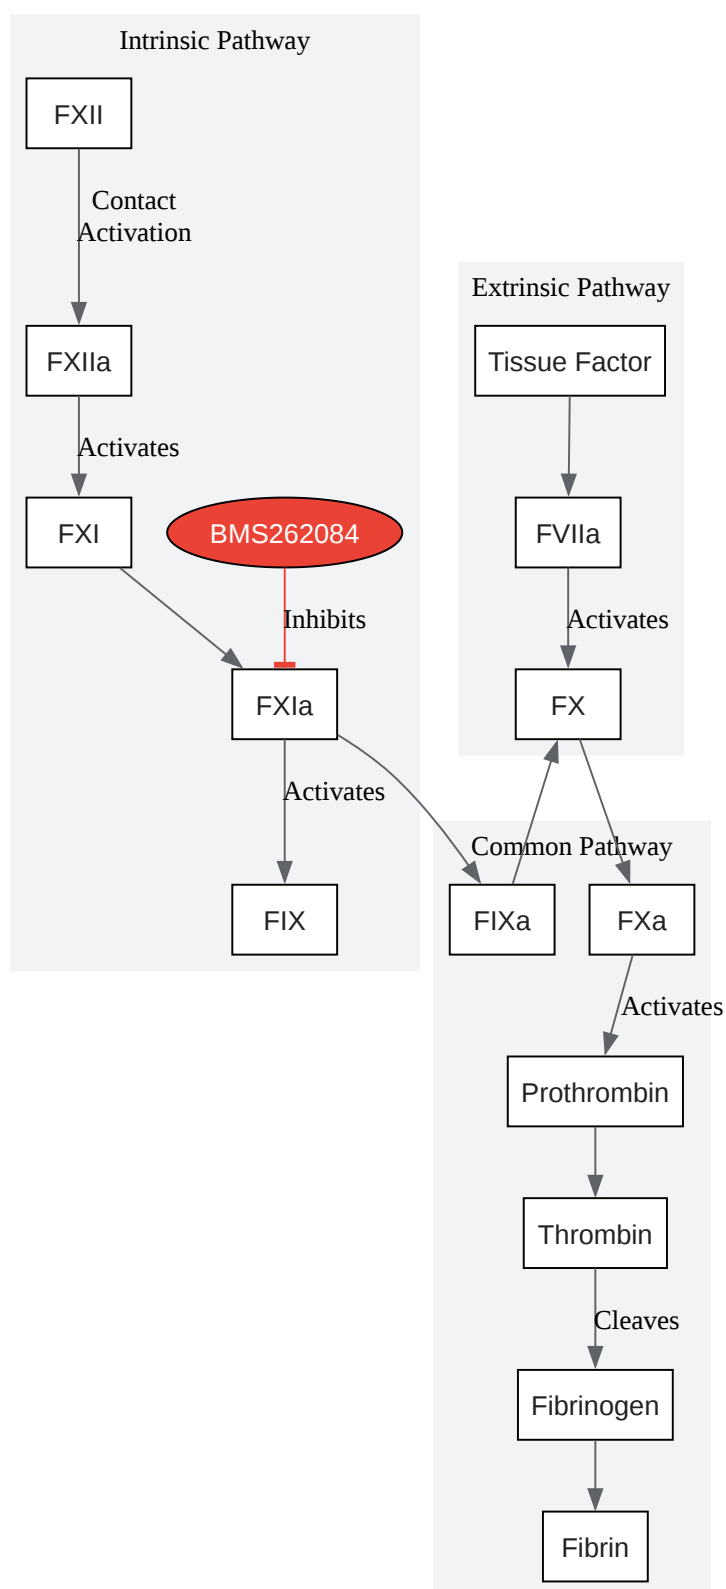 Intrinsic Pathway
FXII
Contact
Activation
FXIIa
Activates
FXI
BMS262084
Inhibits
FXIa
Activates
FIX
Extrinsic Pathway
Tissue Factor
FVIIa
Activates
FX
Common Pathway
FIXa
FXa
Activates
Prothrombin
Thrombin
Cleaves
Fibrinogen
Fibrin